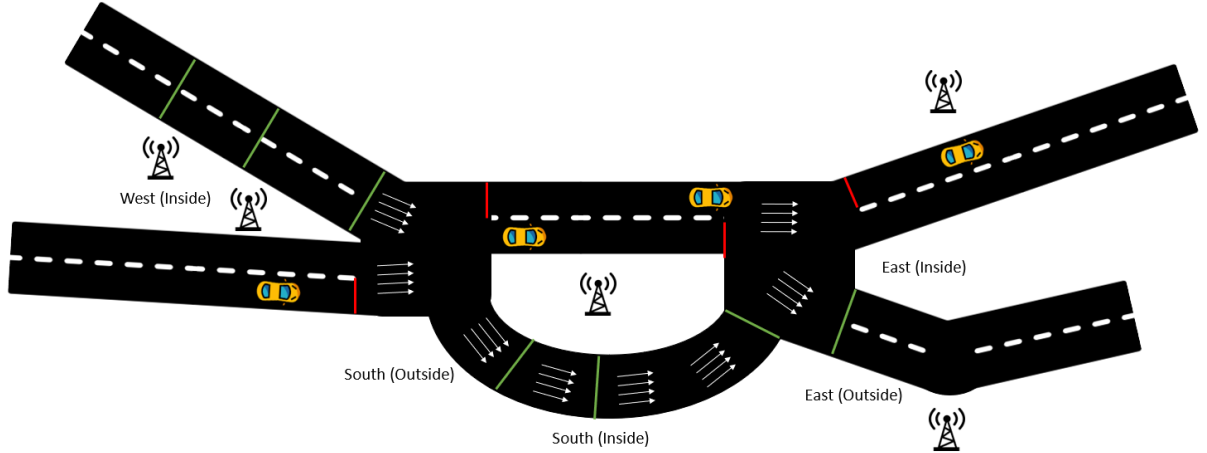 West (Inside)
East (Inside)
South (Outside)
East (Outside)
South (Inside)